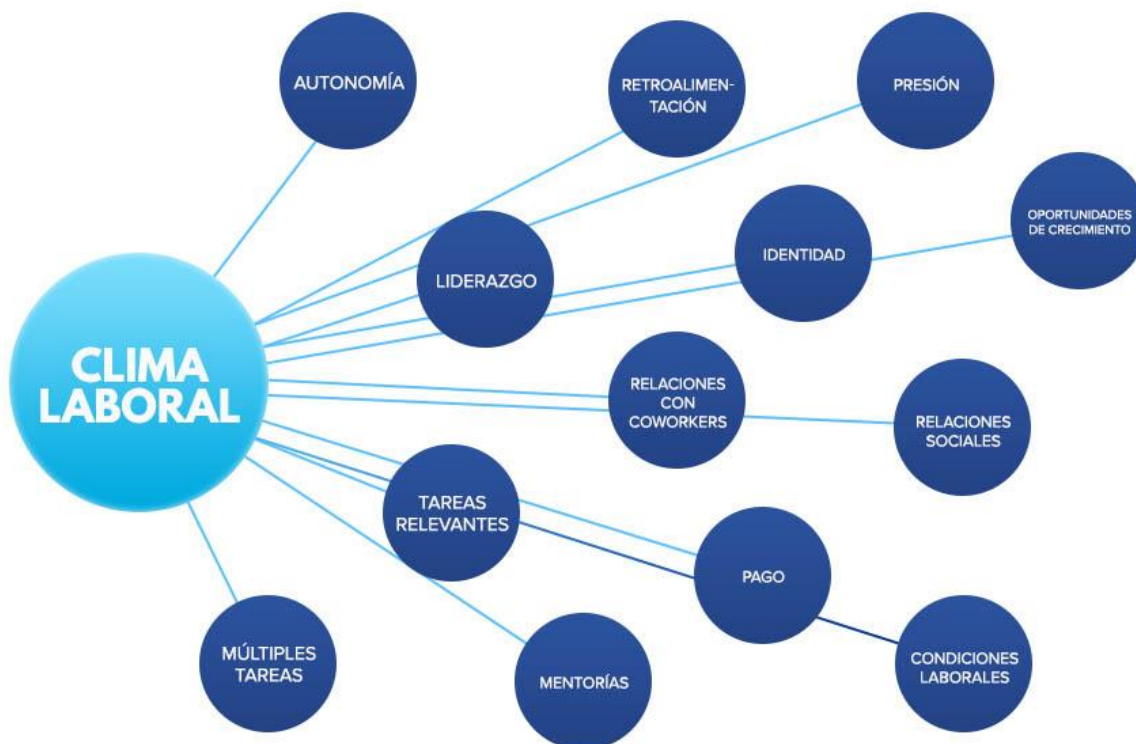 AUTONOMÍA
RETROALIMEN-
TACIÓN
PRESIÓN
OPORTUNIDADES
DE CRECIMIENTO
IDENTIDAD
LIDERAZGO
CLIMA
LABORAL
RELACIONES
CON
COWORKERS
RELACIONES
SOCIALES
TAREAS
RELEVANTES
PAGO
MÚLTIPLES
TAREAS
MENTORÍAS
CONDICIONES
LABORALES